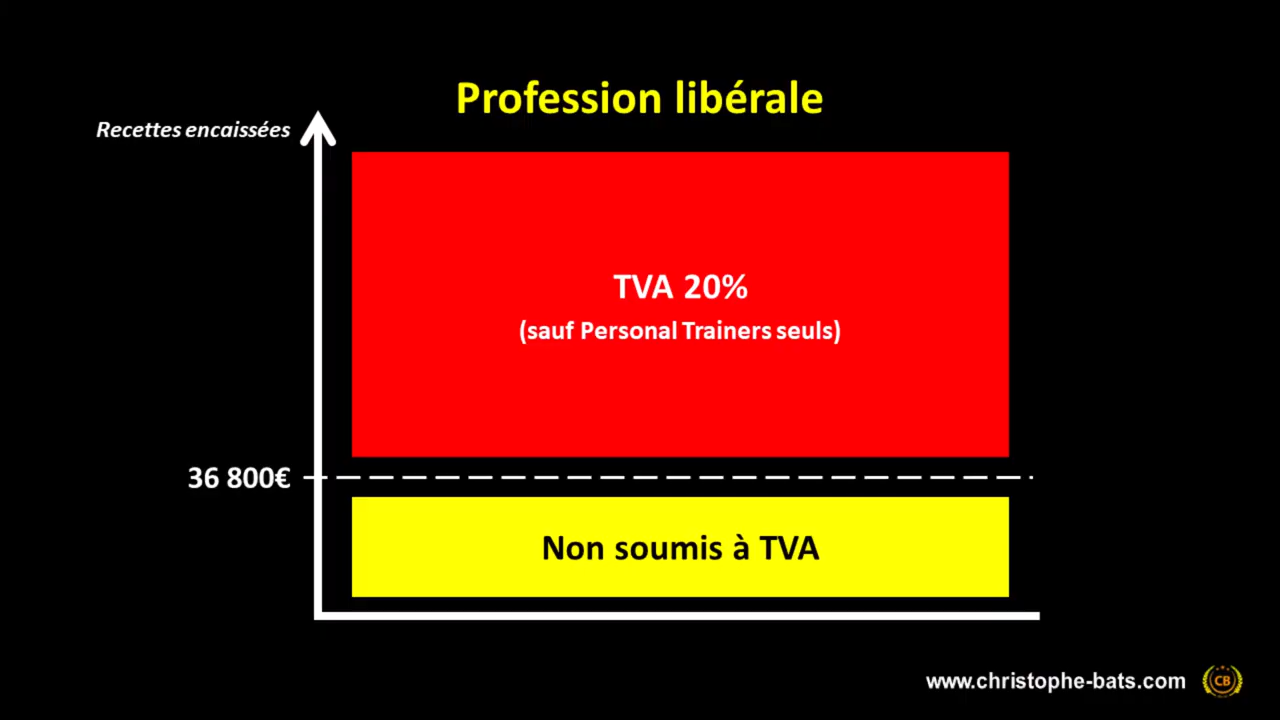 Profession libérale
Recettes encaissées
TVA 20%
(sauf Personal Trainers seuls)
36 800€
Non soumis à TVA
www.christophe-bats.com
CB